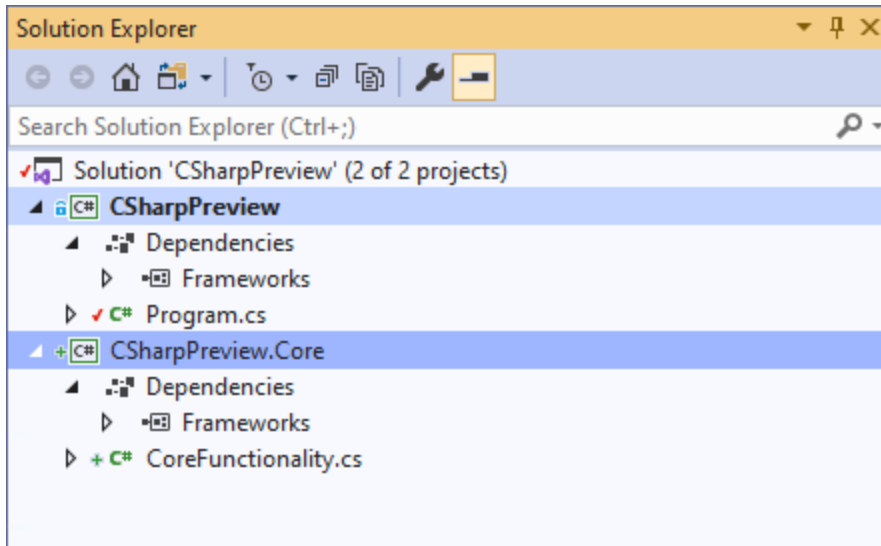 Solution Explorer
Search Solution Explorer (Ctrl+;)
Solution 'CSharpPreview' (2 of 2 projects)
C# CSharpPreview
Dependencies
Frameworks
C# Program.cs
C# CSharpPreview.Core
Dependencies
Frameworks
C# CoreFunctionality.cs